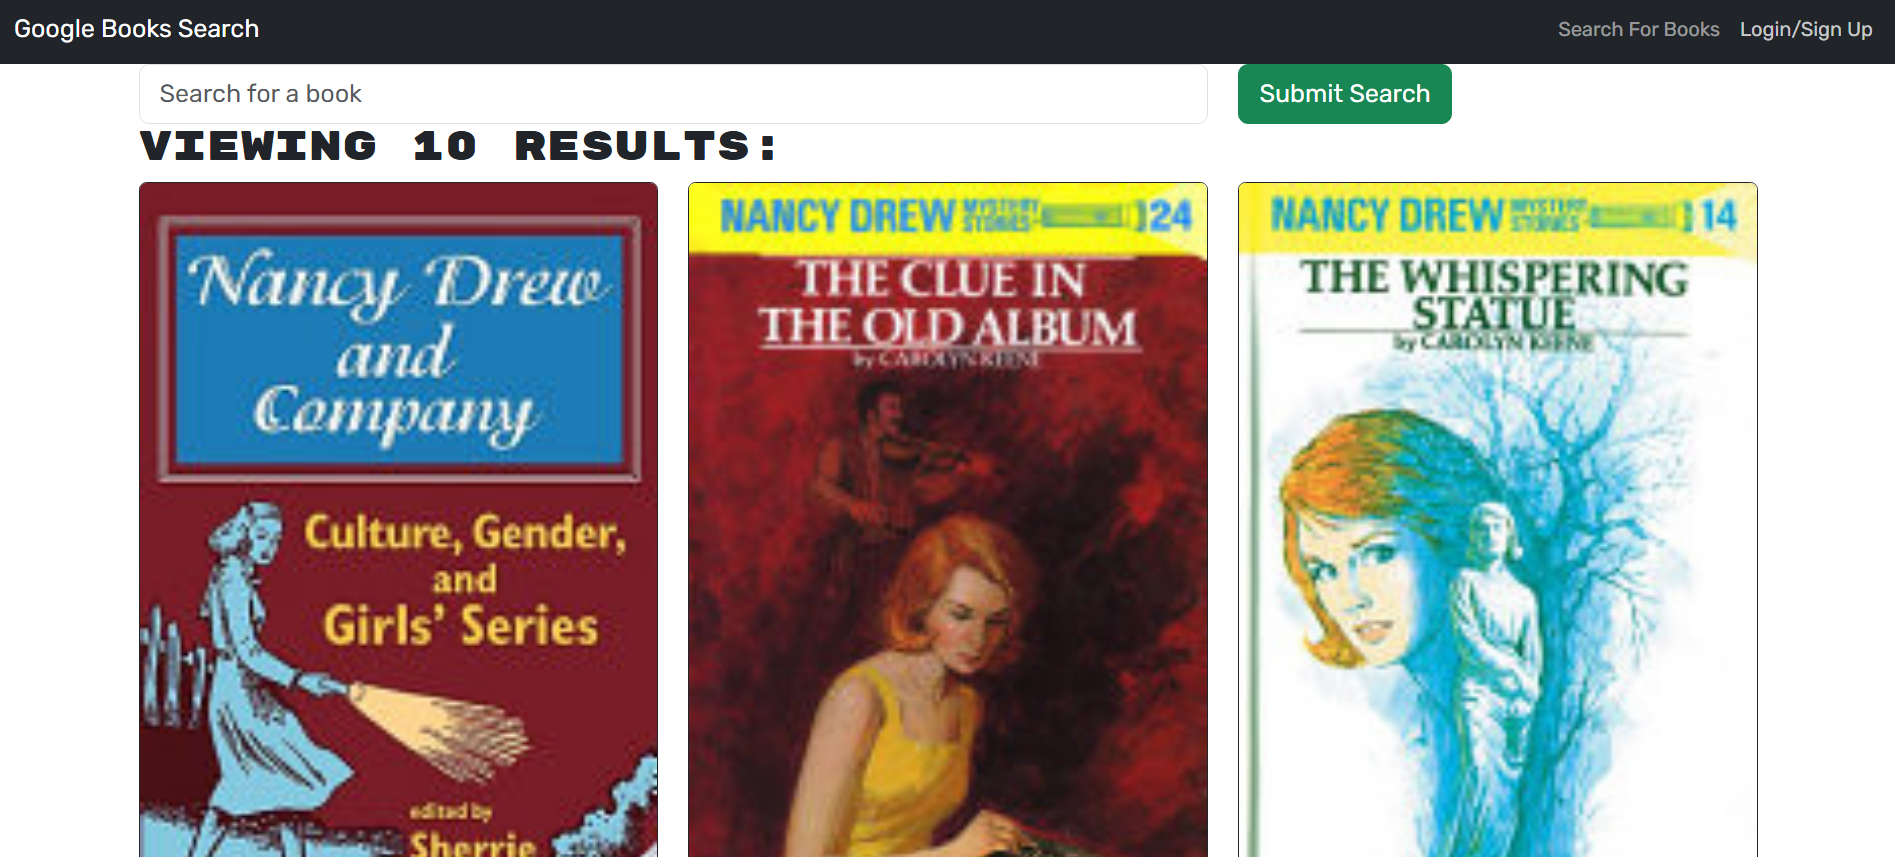 Google Books Search
Search For Books
Login/Sign Up
Search for a book
Submit Search
VIEWING 10 RESULTS:
Nancy Drew
and
Company
Culture, Gender,
and
Girls' Series
edited by
Sherrie
NANCY DREW MYSTERY STORIES 24
THE CLUE IN
THE OLD ALBUM
by CAROLYN KEENE
NANCY DREW MYSTERY STORIES 14
THE WHISPERING
STATUE
by CAROLYN KEENE